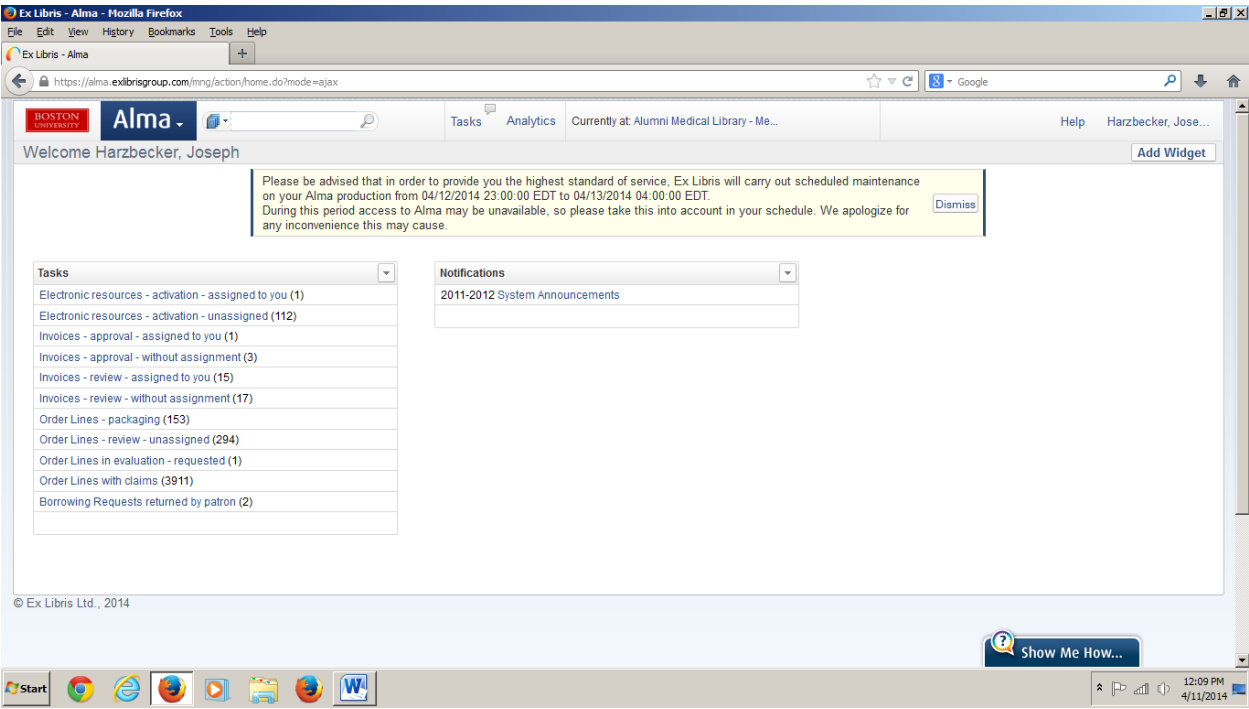 Ex Libris - Alma - Mozilla Firefox
File Edit View History Bookmarks Tools Help
Ex Libris - Alma +
https://alma.exlibrisgroup.com/mng/action/home.do?mode=ajax
8 - Google
BOSTON
UNIVERSITY
Alma
Tasks Analytics Currently at: Alumni Medical Library - Me...
Help Harzbecker, Jose...
Welcome Harzbecker, Joseph
Add Widget
Please be advised that in order to provide you the highest standard of service, Ex Libris will carry out scheduled maintenance
on your Alma production from 04/12/2014 23:00:00 EDT to 04/13/2014 04:00:00 EDT.
During this period access to Alma may be unavailable, so please take this into account in your schedule. We apologize for
any inconvenience this may cause.
Dismiss
Tasks
Electronic resources - activation - assigned to you (1)
Electronic resources - activation - unassigned (112)
Invoices - approval - assigned to you (1)
Invoices - approval - without assignment (3)
Invoices - review - assigned to you (15)
Invoices - review - without assignment (17)
Order Lines - packaging (153)
Order Lines - review - unassigned (294)
Order Lines in evaluation - requested (1)
Order Lines with claims (3911)
Borrowing Requests returned by patron (2)
Notifications
2011-2012 System Announcements
© Ex Libris Ltd., 2014
? Show Me How...
Start
W
12:09 PM
4/11/2014